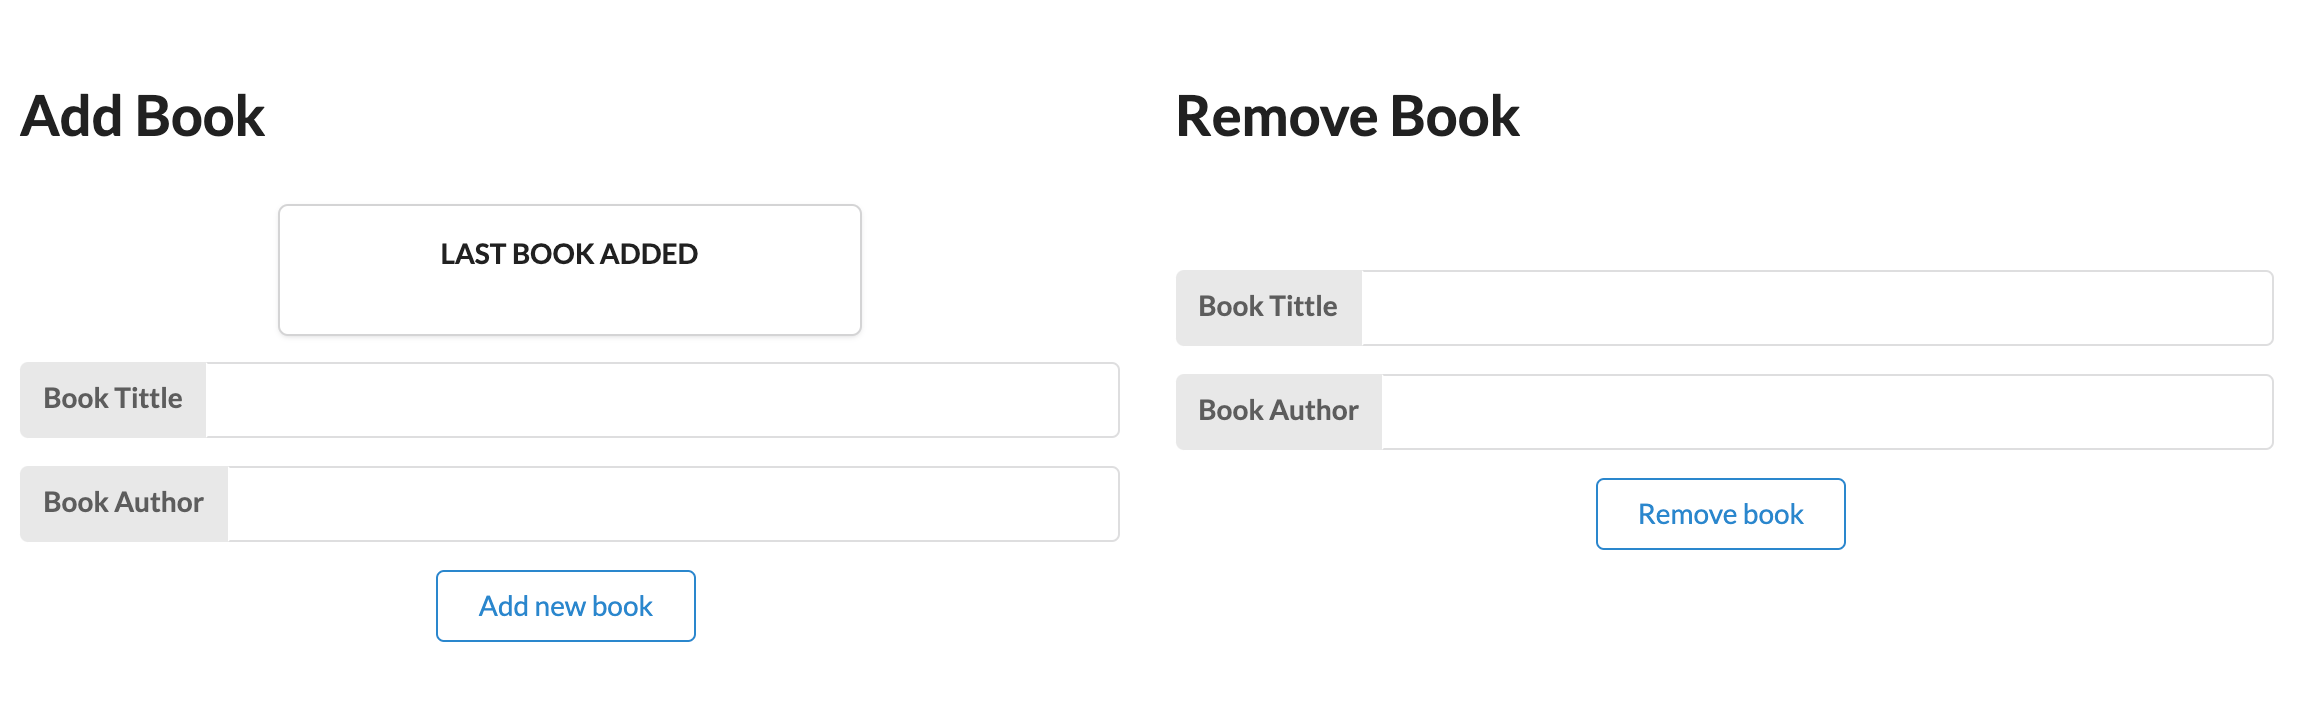 Add Book
LAST BOOK ADDED
Book Tittle
Book Author
Add new book
Remove Book
Book Tittle
Book Author
Remove book